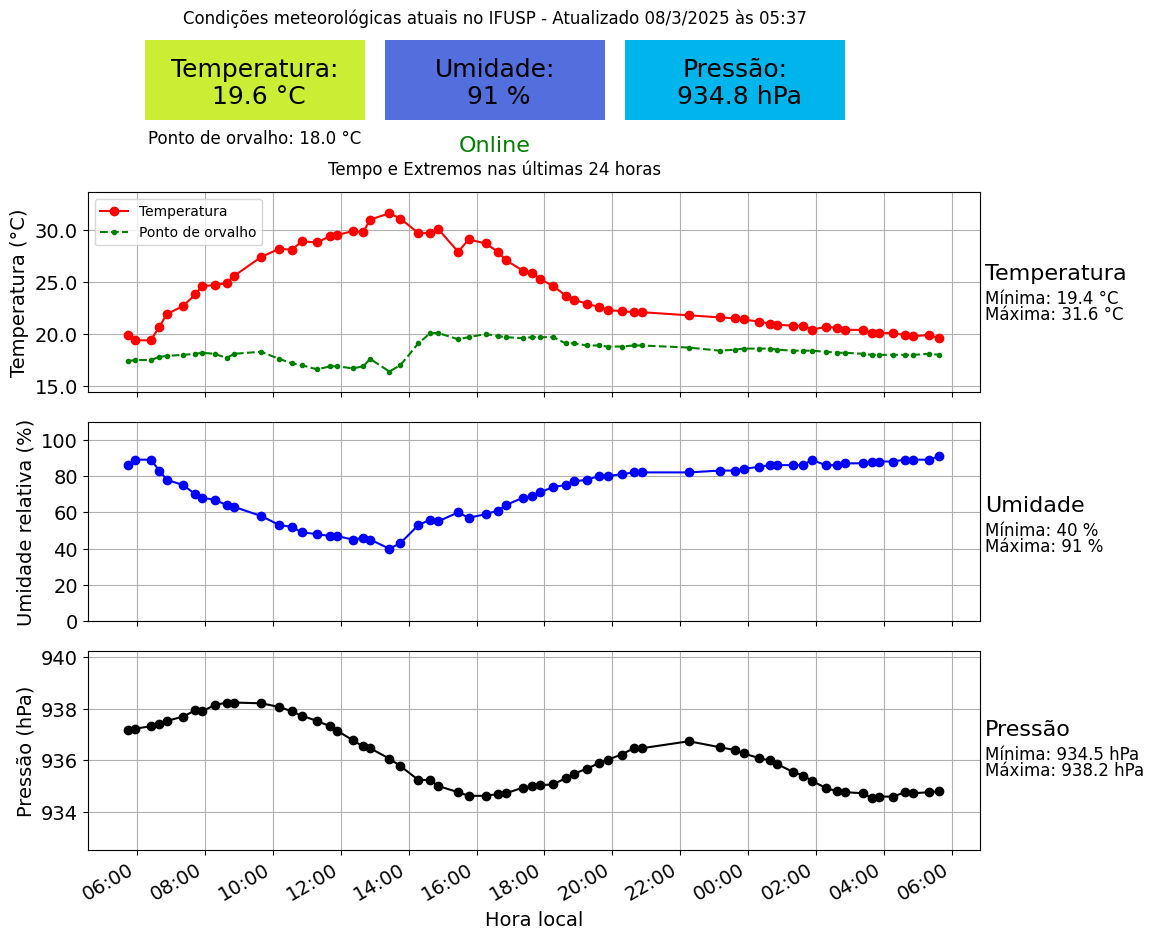 Condições meteorológicas atuais no IFUSP - Atualizado 08/3/2025 às 05:37
Temperatura:
19.6 °C
Umidade:
91 %
Pressão:
934.8 hPa
Ponto de orvalho: 18.0 °C
Online
Tempo e Extremos nas últimas 24 horas
Temperatura (°C)
30.0
25.0
20.0
15.0
Temperatura
Ponto de orvalho
Temperatura
Mínima: 19.4 °C
Máxima: 31.6 °C
Umidade relativa (%)
100
80
60
40
20
0
Umidade
Mínima: 40 %
Máxima: 91 %
Pressão (hPa)
940
938
936
934
Pressão
Mínima: 934.5 hPa
Máxima: 938.2 hPa
06:00 08:00 10:00 12:00 14:00 16:00 18:00 20:00 22:00 00:00 02:00 04:00 06:00
Hora local